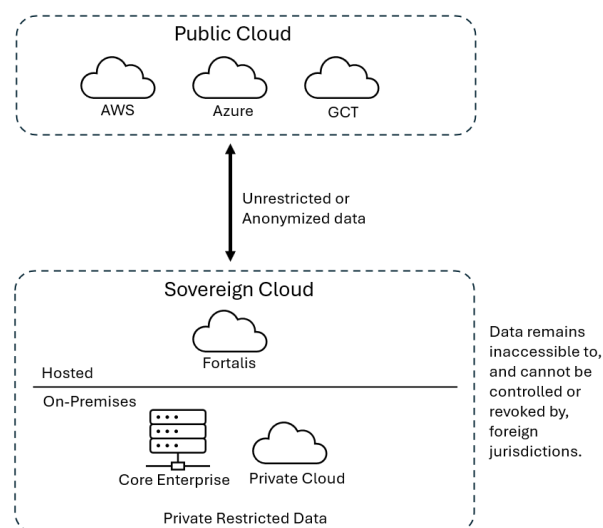 Public Cloud
AWS
Azure
GCT
Unrestricted or
Anonymized data
Sovereign Cloud
Fortalis
Hosted
On-Premises
Core Enterprise
Private Cloud
Private Restricted Data
Data remains
inaccessible to,
and cannot be
controlled or
revoked by,
foreign
jurisdictions.